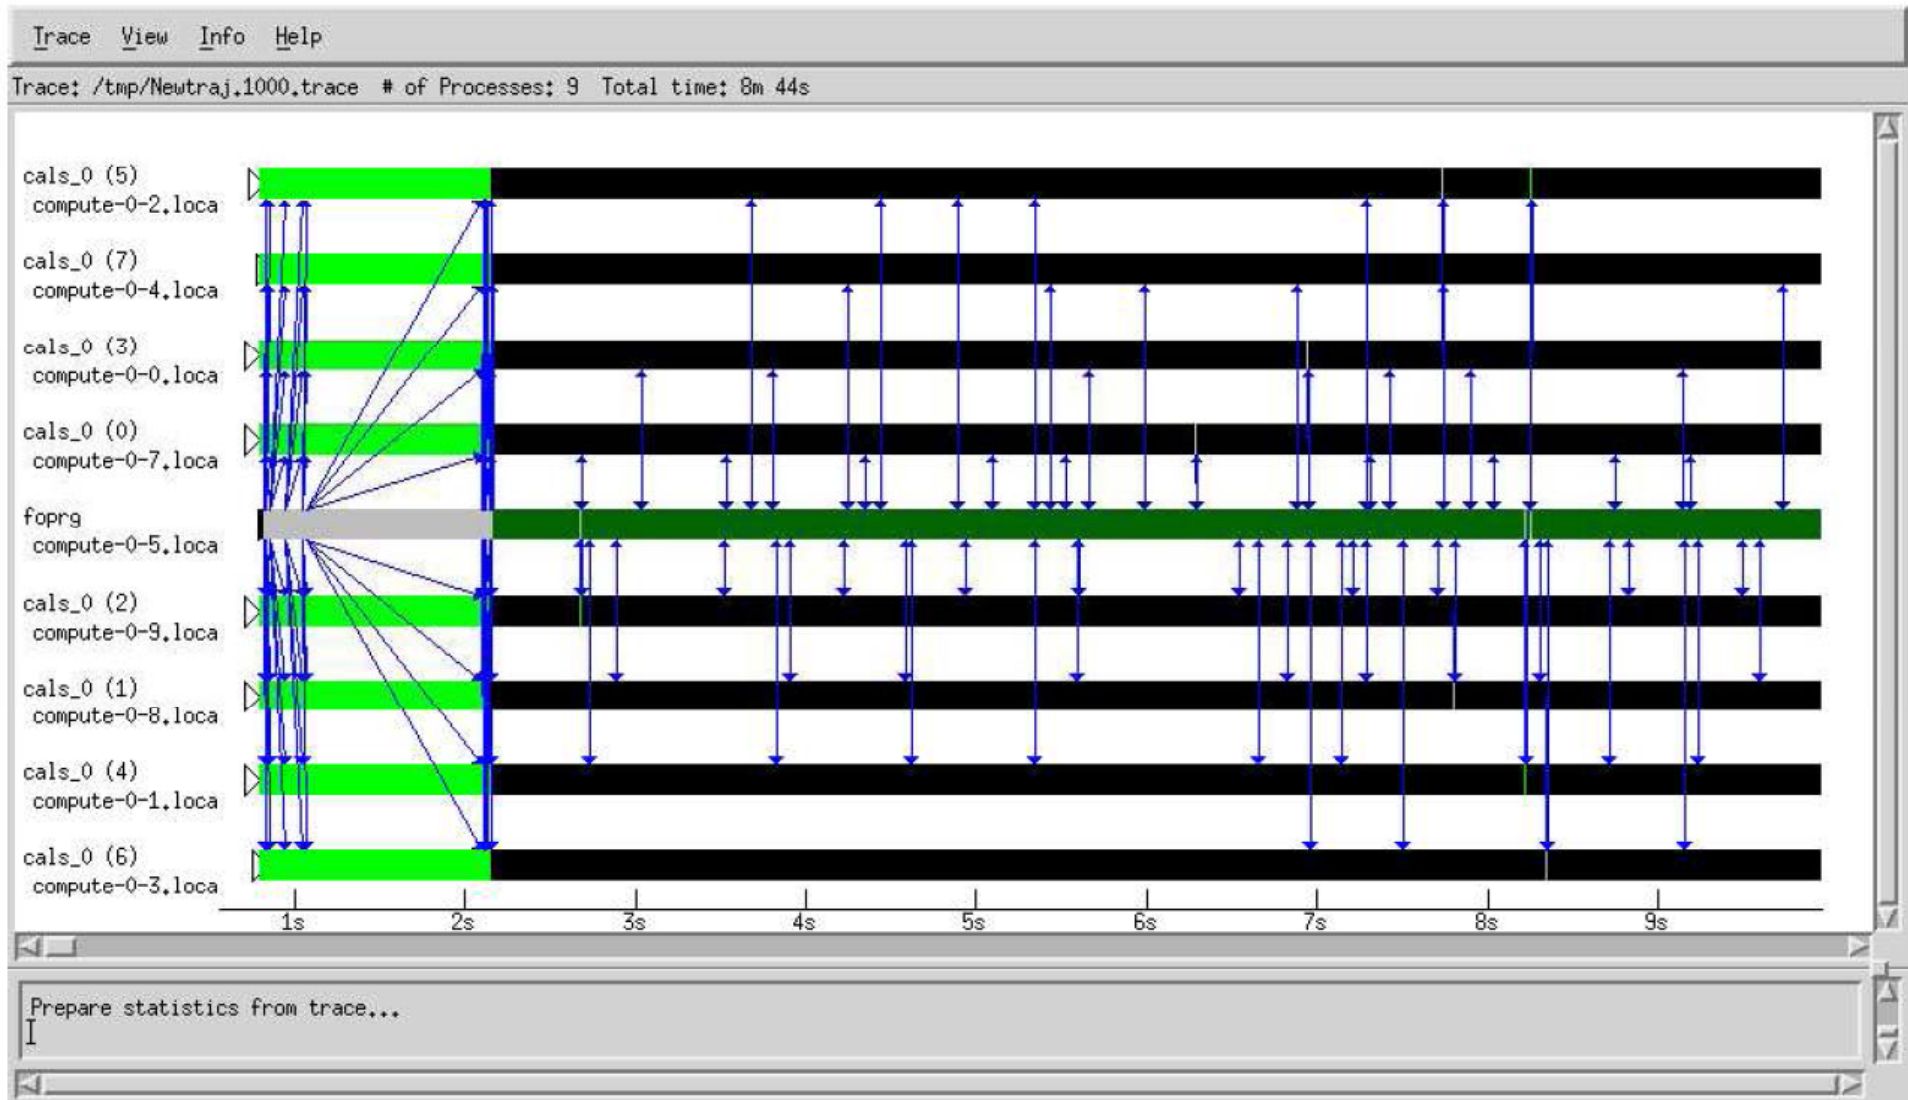 Trace View Info Help
Trace: /tmp/Newtraj.1000.trace # of Processes: 9 Total time: 8m 44s
cals_0 (5)
compute-0-2.loca
cals_0 (7)
compute-0-4.loca
cals_0 (3)
compute-0-0.loca
cals_0 (0)
compute-0-7.loca
foprg
compute-0-5.loca
cals_0 (2)
compute-0-9.loca
cals_0 (1)
compute-0-8.loca
cals_0 (4)
compute-0-1.loca
cals_0 (6)
compute-0-3.loca
1s 2s 3s 4s 5s 6s 7s 8s 9s
Prepare statistics from trace...